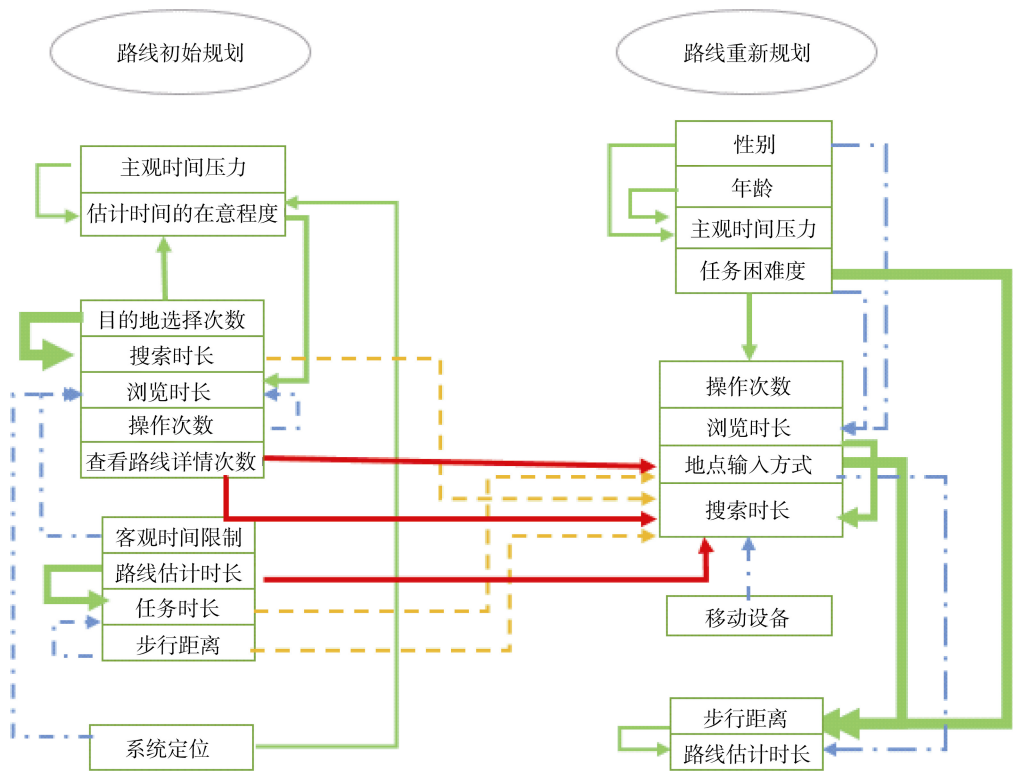 路线初始规划
路线重新规划
主观时间压力
估计时间的在意程度
目的地选择次数
搜索时长
浏览时长
操作次数
查看路线详情次数
客观时间限制
路线估计时长
任务时长
步行距离
系统定位
性别
年龄
主观时间压力
任务困难度
操作次数
浏览时长
地点输入方式
搜索时长
移动设备
步行距离
路线估计时长